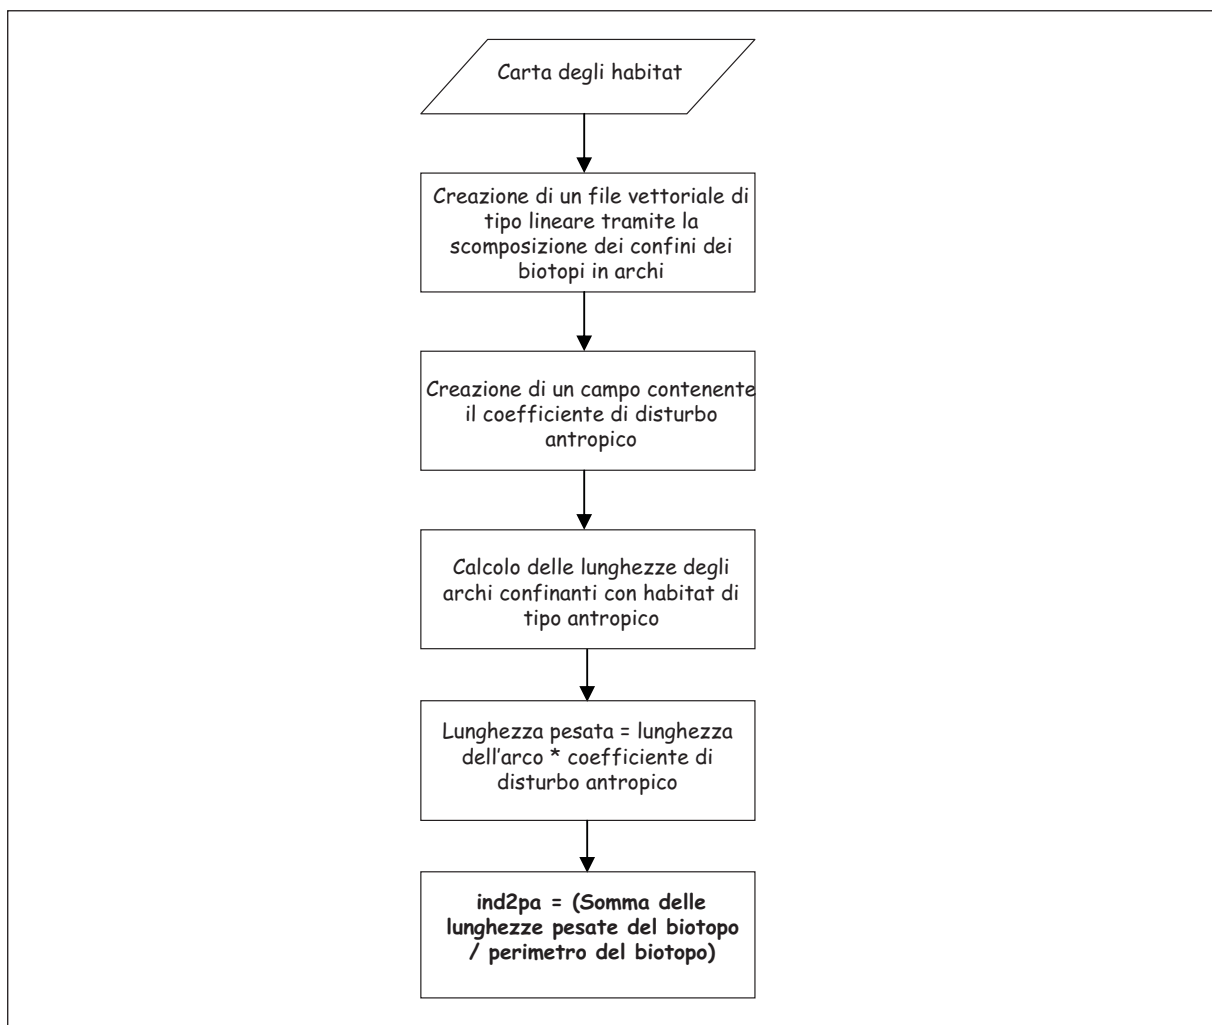 Carta degli habitat
Creazione di un file vettoriale di
tipo lineare tramite la
scomposizione dei confini dei
biotopi in archi
Creazione di un campo contenente
il coefficiente di disturbo
antropico
Calcolo delle lunghezze degli
archi confinanti con habitat di
tipo antropico
Lunghezza pesata = lunghezza
dell'arco * coefficiente di
disturbo antropico
ind2pa = (Somma delle
lunghezze pesate del biotopo
/ perimetro del biotopo)